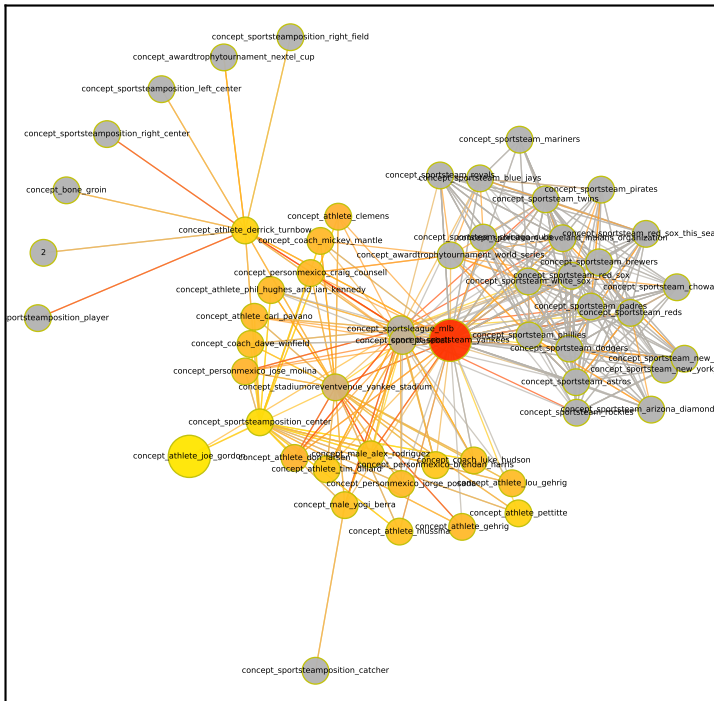 concept_sportsteamposition_right_field
concept_awardtrophytournament_nextel_cup
concept_sportsteamposition_left_center
concept_sportsteamposition_right_center
concept_sportsteam_mariners
concept_sportsteam_royals
concept_sportsteam_blue_jays
concept_bone_groin
concept_sportsteam_pirates
concept_sportsteam_twins
concept_athlete_clemens
concept_athlete_derrick_turnbow
concept_sportsteam_red_sox_this_sea
concept_coach_mickey_mantle
2
concept_awardtrophytournament_world_series
concept_sportsteam_brewers
concept_personmexico_craig_counsell
concept_sportsteam_red_sox
concept_sportsteam_white_sox
concept_athlete_phil_hughes_and_ian_kennedy
concept_sportsteam_chowa
concept_sportsteam_padres
concept_sportsteam_reds
sportsteamposition_player
concept_athlete_carl_pavano
concept_sportsleague_mlb
concept_sportsteam_phillies
concept_sportsteam_yankees
concept_coach_dave_winfield
concept_sportsteam_dodgers
concept_sportsteam_new_
concept_personmexico_jose_molina
concept_sportsteam_new_york
concept_sportsteam_astros
concept_stadiumoreventvenue_yankee_stadium
concept_sportsteam_rockies
concept_sportsteam_arizona_diamond
concept_sportsteamposition_center
concept_male_alex_rodriguez
concept_athlete_joe_gordon
concept_athlete_don_larsen
concept_coach_luke_hudson
concept_personmexico_brendan_harris
concept_athlete_tim_dillard
concept_personmexico_jorge_posada
concept_athlete_lou_gehrig
concept_male_yogi_berra
concept_athlete_pettitte
concept_athlete_gehrig
concept_athlete_mussina
concept_sportsteamposition_catcher